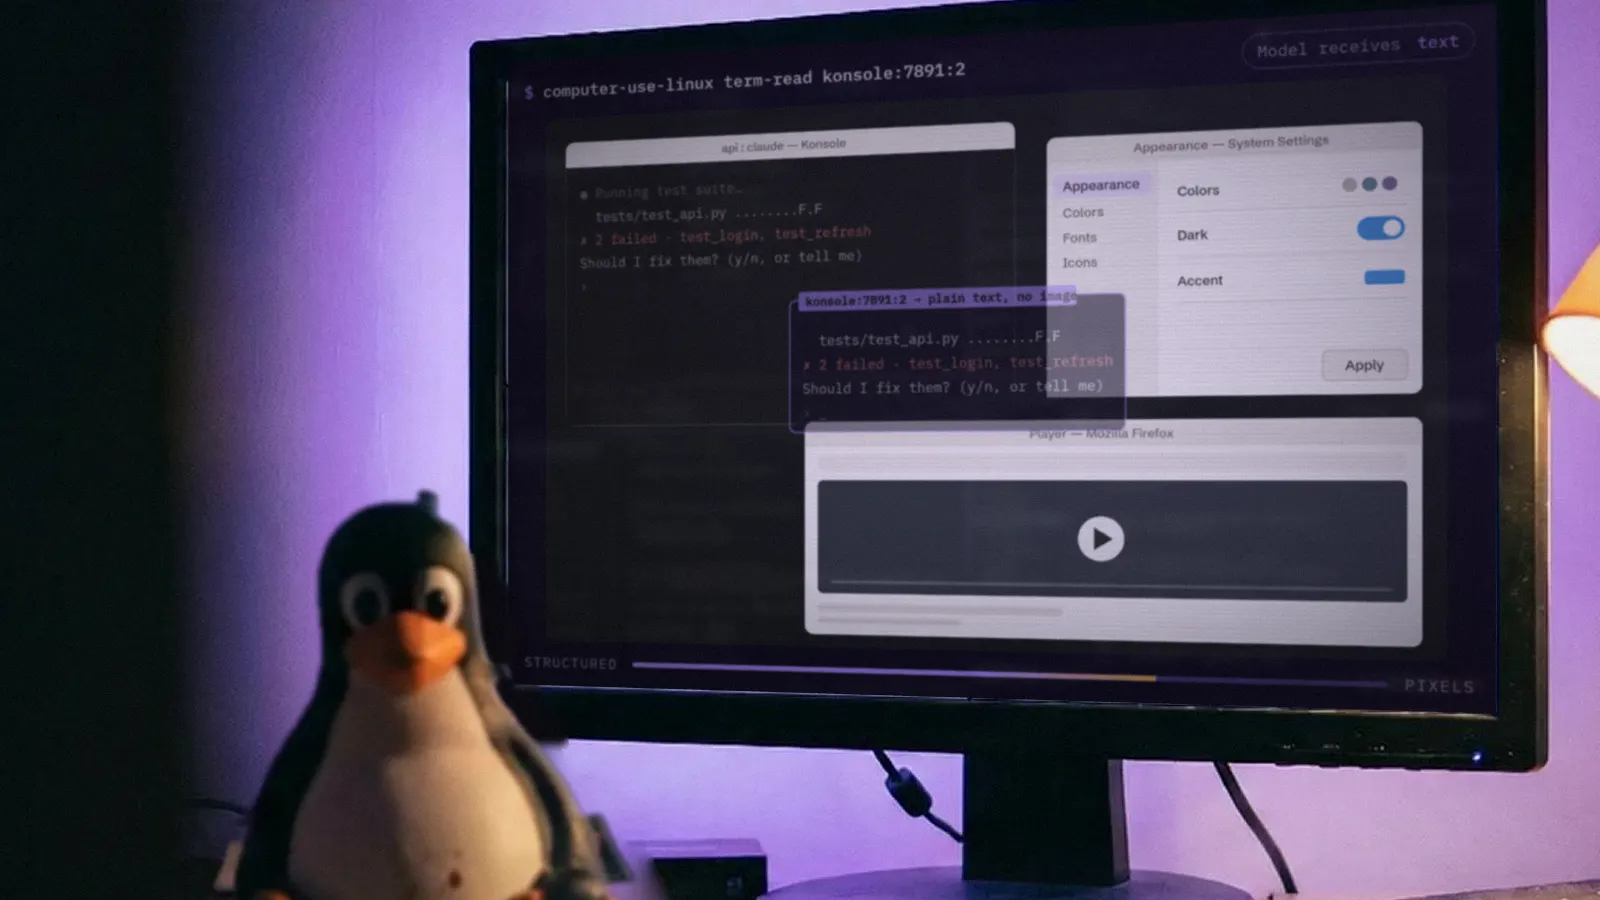 Model receives text
$ computer-use-linux term-read konsole:7891:2
api : claude — Konsole
● Running test suite…
tests/test_api.py ........F.F
✗ 2 failed - test_login, test_refresh
Should I fix them? (y/n, or tell me)
›
Appearance — System Settings
Appearance
Colors
Fonts
Icons
Colors
Dark
Accent
Apply
konsole:7891:2 → plain text, no image
tests/test_api.py ........F.F
✗ 2 failed - test_login, test_refresh
Should I fix them? (y/n, or tell me)
› _
Player — Mozilla Firefox
STRUCTURED
PIXELS